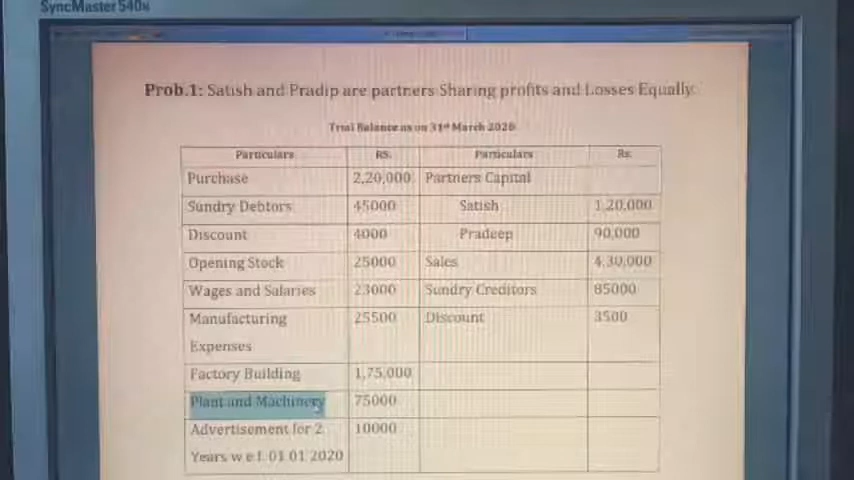 SyncMaster 540N
Prob.1: Satish and Pradip are partners Sharing profits and Losses Equally.
Trial Balance as on 31st March 2020
Particulars RS. Particulars Rs.
Purchase 2,20,000 Partners Capital
Sundry Debtors 45000 Satish 1,20,000
Discount 4000 Pradeep 90,000
Opening Stock 25000 Sales 4,30,000
Wages and Salaries 23000 Sundry Creditors 85000
Manufacturing 25500 Discount 3500
Expenses
Factory Building 1,75,000
Plant and Machinery 75000
Advertisement for 2 10000
Years w e f 01 01 2020